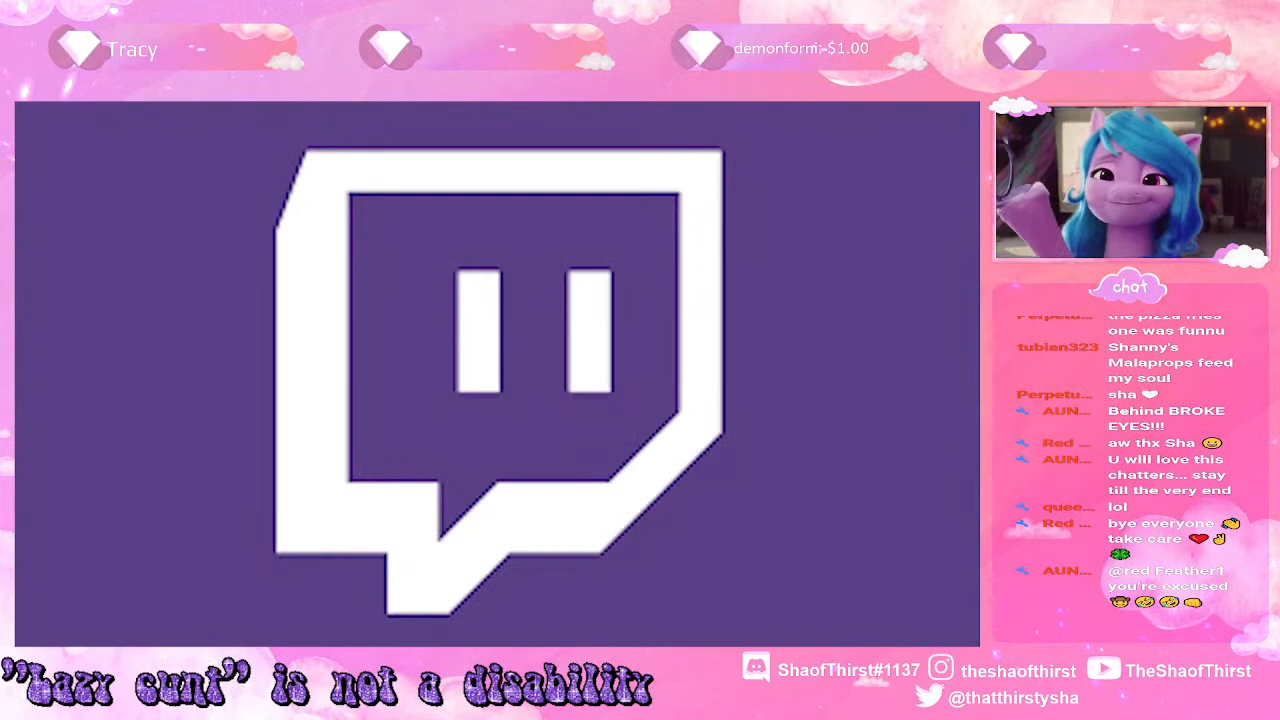 Tracy
demonform: $1.00
chat
Perpetu... the pizza fries
one was funnu
tubian323 Shanny's
Malaprops feed
my soul
Perpetu... sha
AUN... Behind BROKE
EYES!!!
Red ... aw thx Sha
AUN... U will love this
chatters... stay
till the very end
quee... lol
Red ... bye everyone
take care
AUN... @red Feather1
you're excused
"Lazy cunt" is not a disability
ShaofThirst#1137 theshaofthirst TheShaofThirst
@thatthirstysha